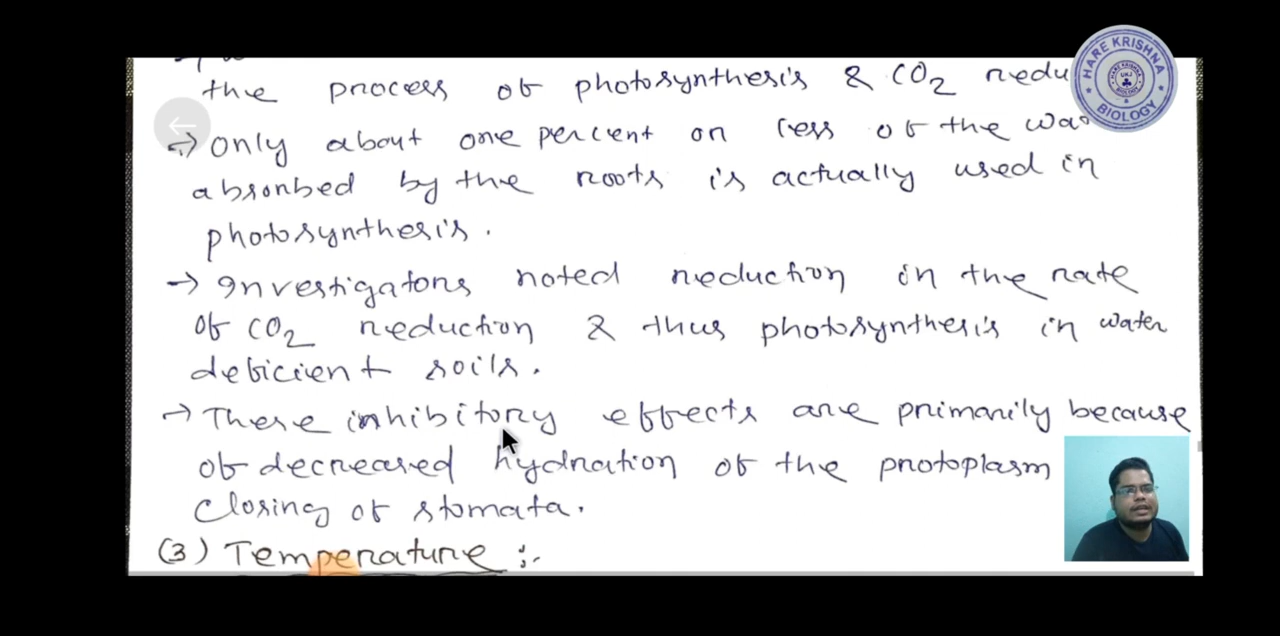 the process of photosynthesis & CO2 redu
→ Only about one percent or less of the wa
absorbed by the roots is actually used in
photosynthesis.
→ Investigators noted reduction in the rate
of CO2 reduction & thus photosynthesis in water
deficient soils.
→ These inhibitory effects are primarily because
of decreased hydration of the protoplasm
closing of stomata.
(3) Temperature :-
HARE KRISHNA
UKJ
BIOLOGY